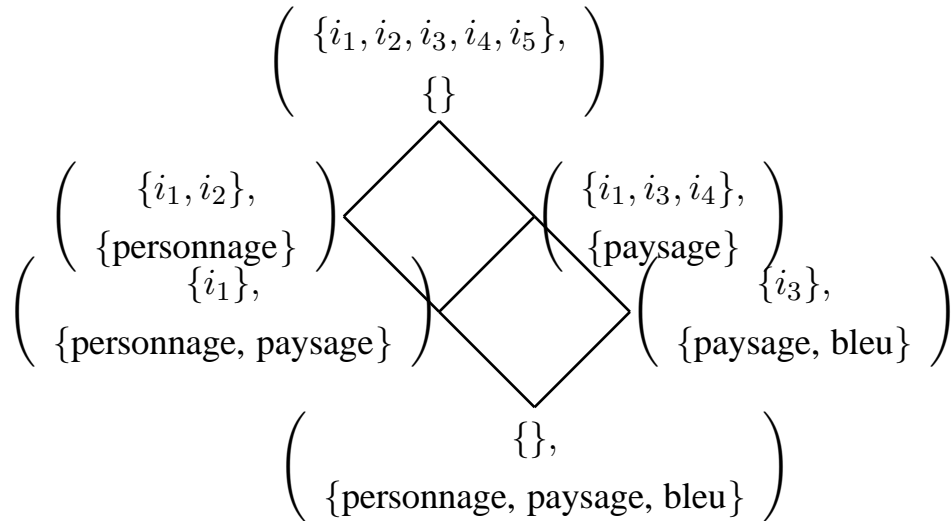 {i₁, i₂, i₃, i₄, i₅},
{}
{i₁, i₂},
{personnage}
{i₁, i₃, i₄},
{paysage}
{i₁},
{personnage, paysage}
{i₃},
{paysage, bleu}
{},
{personnage, paysage, bleu}